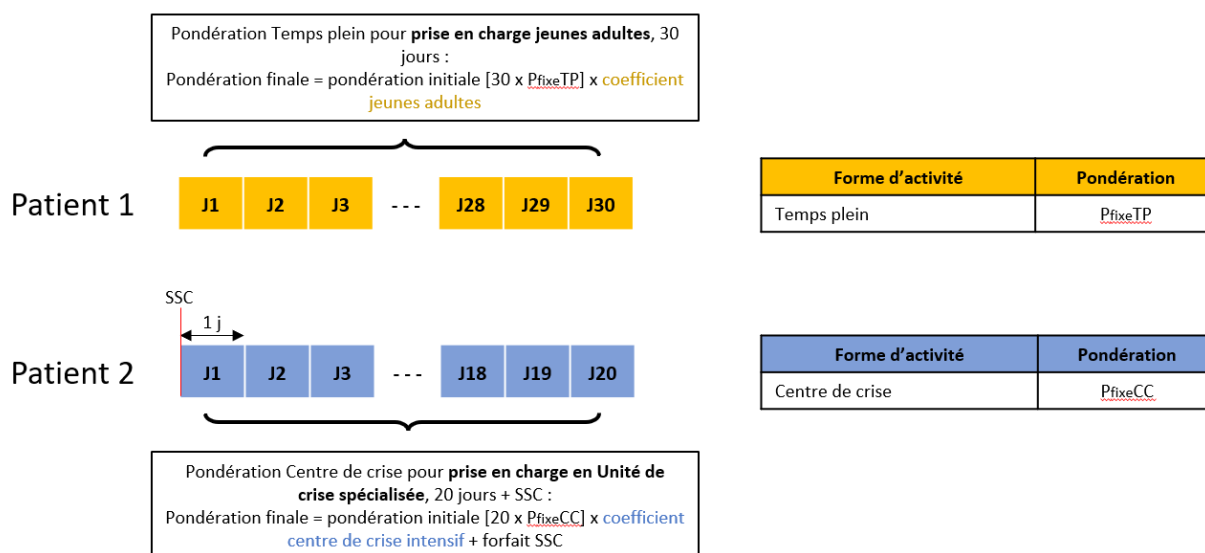 Pondération Temps plein pour prise en charge jeunes adultes, 30
jours :
Pondération finale = pondération initiale [30 x PfixeTP] x coefficient
jeunes adultes
Patient 1
J1 J2 J3 - - - J28 J29 J30
Forme d’activité Pondération
Temps plein PfixeTP
SSC
1 j
Patient 2
J1 J2 J3 - - - J18 J19 J20
Forme d’activité Pondération
Centre de crise PfixeCC
Pondération Centre de crise pour prise en charge en Unité de
crise spécialisée, 20 jours + SSC :
Pondération finale = pondération initiale [20 x PfixeCC] x coefficient
centre de crise intensif + forfait SSC